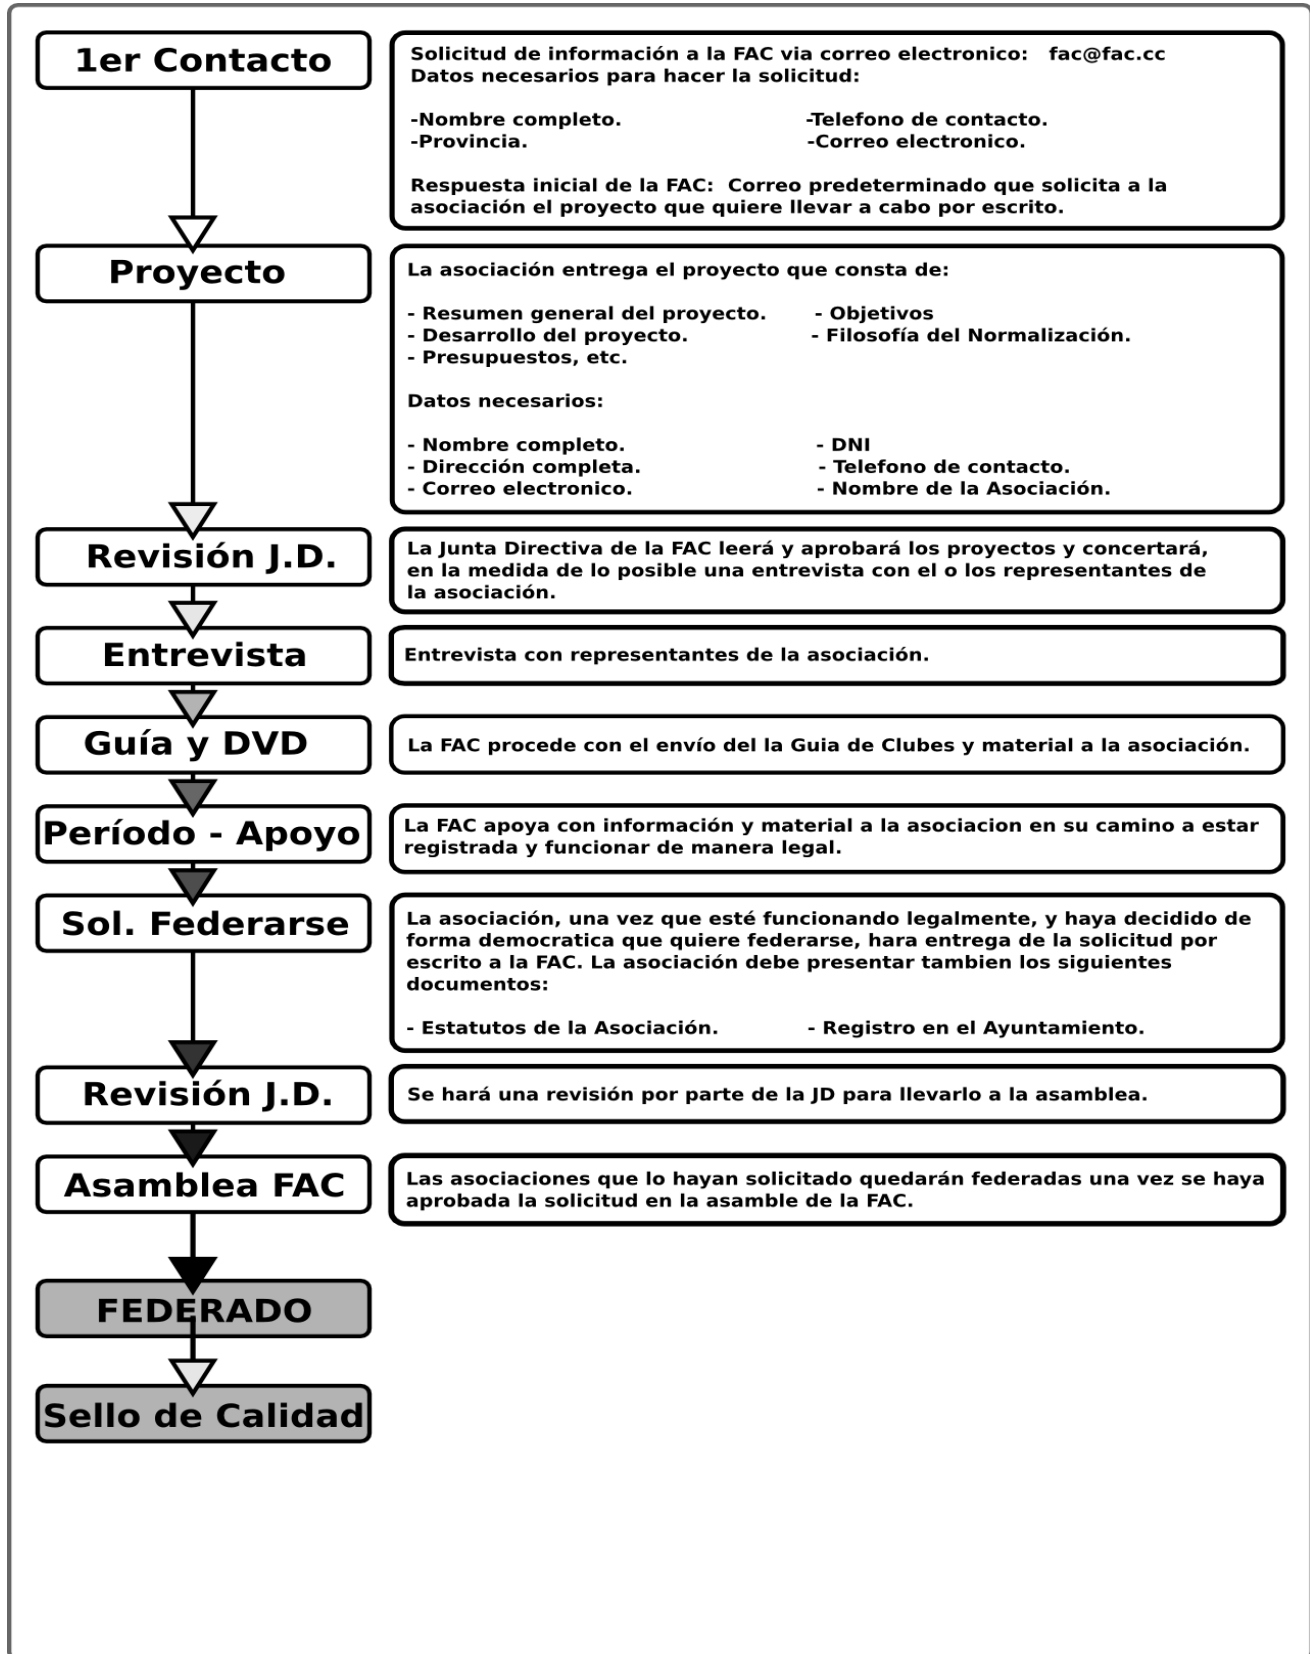 1er Contacto
Solicitud de información a la FAC via correo electronico: fac@fac.cc
Datos necesarios para hacer la solicitud:
-Nombre completo. -Telefono de contacto.
-Provincia. -Correo electronico.
Respuesta inicial de la FAC: Correo predeterminado que solicita a la
asociación el proyecto que quiere llevar a cabo por escrito.
Proyecto
La asociación entrega el proyecto que consta de:
- Resumen general del proyecto. - Objetivos
- Desarrollo del proyecto. - Filosofía del Normalización.
- Presupuestos, etc.
Datos necesarios:
- Nombre completo. - DNI
- Dirección completa. - Telefono de contacto.
- Correo electronico. - Nombre de la Asociación.
Revisión J.D.
La Junta Directiva de la FAC leerá y aprobará los proyectos y concertará,
en la medida de lo posible una entrevista con el o los representantes de
la asociación.
Entrevista
Entrevista con representantes de la asociación.
Guía y DVD
La FAC procede con el envío del la Guia de Clubes y material a la asociación.
Período - Apoyo
La FAC apoya con información y material a la asociacion en su camino a estar
registrada y funcionar de manera legal.
Sol. Federarse
La asociación, una vez que esté funcionando legalmente, y haya decidido de
forma democratica que quiere federarse, hara entrega de la solicitud por
escrito a la FAC. La asociación debe presentar tambien los siguientes
documentos:
- Estatutos de la Asociación. - Registro en el Ayuntamiento.
Revisión J.D.
Se hará una revisión por parte de la JD para llevarlo a la asamblea.
Asamblea FAC
Las asociaciones que lo hayan solicitado quedarán federadas una vez se haya
aprobada la solicitud en la asamble de la FAC.
FEDERADO
Sello de Calidad